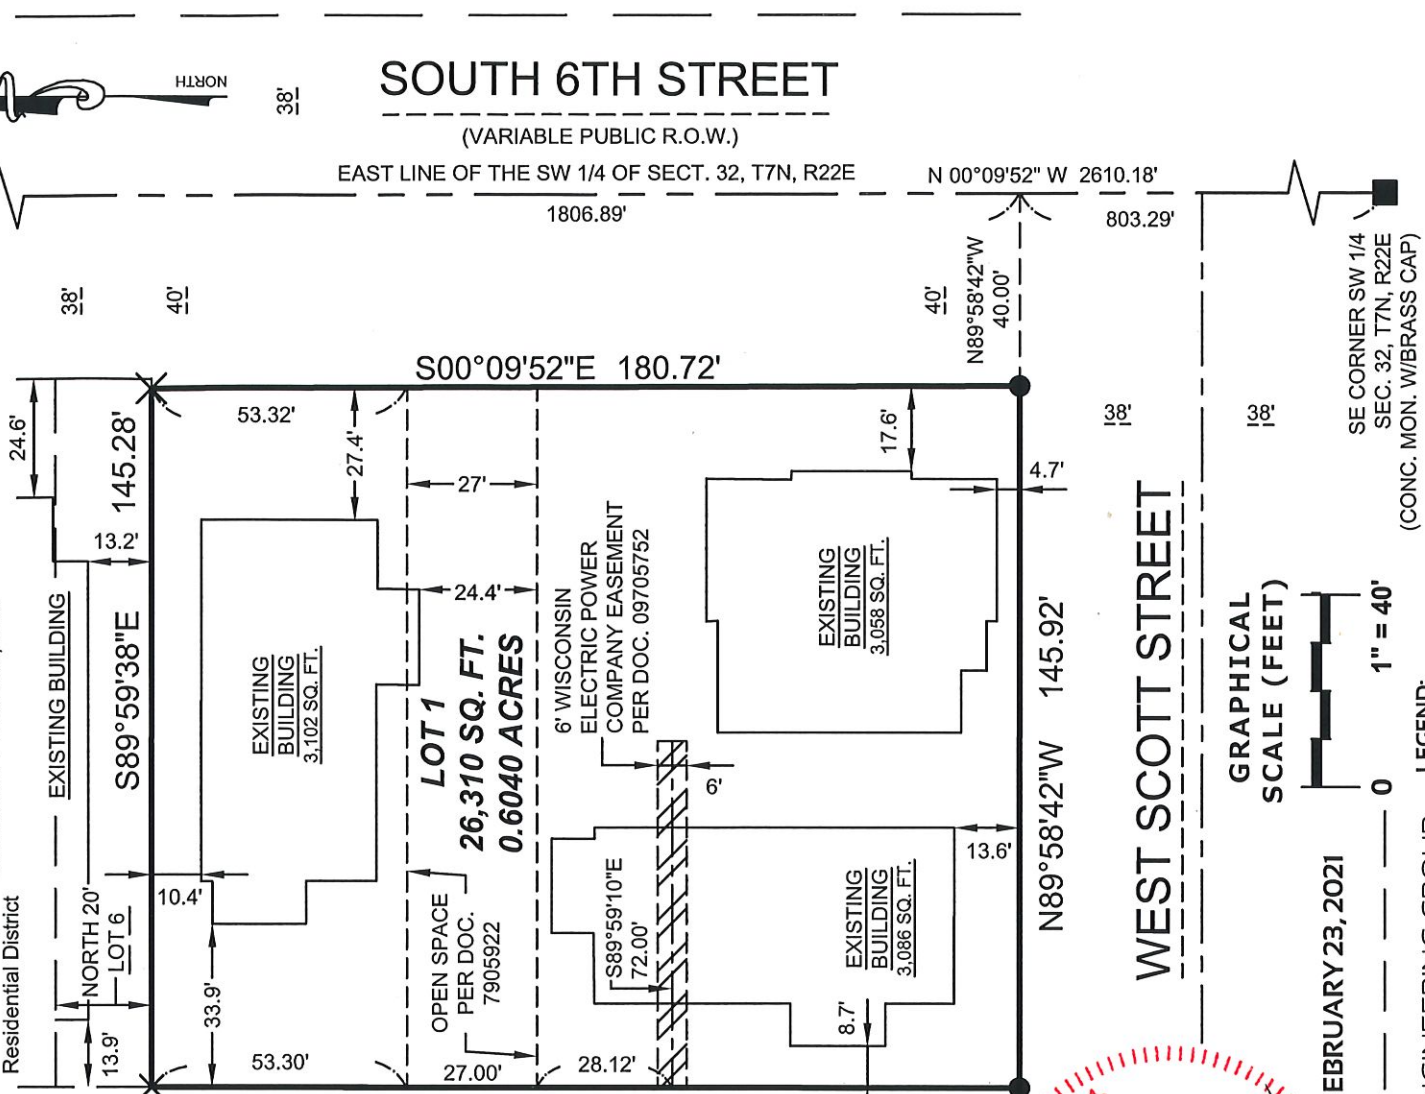 NORTH
38'
SOUTH 6TH STREET
(VARIABLE PUBLIC R.O.W.)
EAST LINE OF THE SW 1/4 OF SECT. 32, T7N, R22E
N 00°09'52" W 2610.18'
1806.89'
803.29'
38'
40'
40'
N89°58'42"W
40.00'
SE CORNER SW 1/4
SEC. 32, T7N, R22E
(CONC. MON. W/BRASS CAP)
S00°09'52"E 180.72'
24.6'
53.32'
27.4'
17.6'
38'
38'
S89°59'38"E 145.28'
13.2'
27'
4.7'
24.4'
EXISTING BUILDING
EXISTING
BUILDING
3,102 SQ. FT.
LOT 1
26,310 SQ. FT.
0.6040 ACRES
6' WISCONSIN
ELECTRIC POWER
COMPANY EASEMENT
PER DOC. 09705752
EXISTING
BUILDING
3,058 SQ. FT.
N89°58'42"W 145.92'
WEST SCOTT STREET
GRAPHICAL
SCALE (FEET)
0 1" = 40'
LEGEND:
6'
10.4'
13.6'
Residential District
NORTH 20'
LOT 6
33.9'
OPEN SPACE
PER DOC.
7905922
S89°59'10"E
72.00'
EXISTING
BUILDING
3,086 SQ. FT.
8.7'
13.9'
53.30'
27.00'
28.12'
EBRUARY 23, 2021
GINEERING GROUP